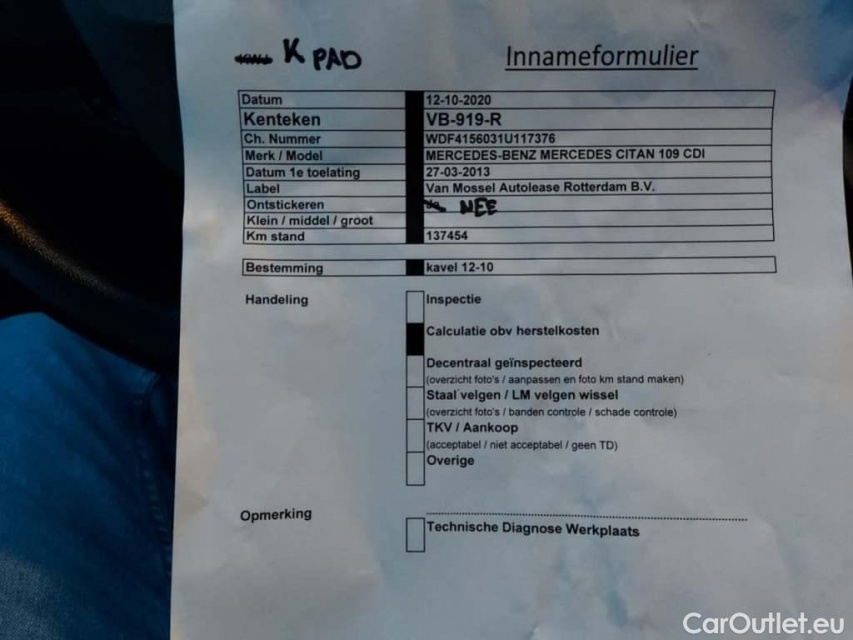 K PAD
Innameformulier
Datum 12-10-2020
Kenteken VB-919-R
Ch. Nummer WDF4156031U117376
Merk / Model MERCEDES-BENZ MERCEDES CITAN 109 CDI
Datum 1e toelating 27-03-2013
Label Van Mossel Autolease Rotterdam B.V.
Ontstickeren NEE
Klein / middel / groot
Km stand 137454
Bestemming kavel 12-10
Handeling Inspectie
Calculatie obv herstelkosten
Decentraal geïnspecteerd
(overzicht foto's / aanpassen en foto km stand maken)
Staal velgen / LM velgen wissel
(overzicht foto's / banden controle / schade controle)
TKV / Aankoop
(acceptabel / niet acceptabel / geen TD)
Overige
Opmerking
Technische Diagnose Werkplaats
CarOutlet.eu